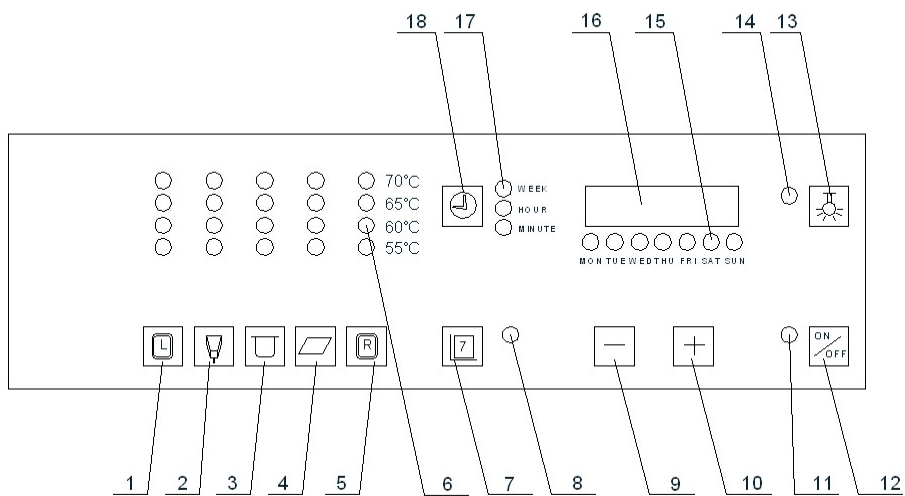 18 17 16 15 14 13
70°C
65°C
60°C
55°C
WEEK
HOUR
MINUTE
MON TUE WED THU FRI SAT SUN
L R 7 − + ON/OFF
1 2 3 4 5 6 7 8 9 10 11 12